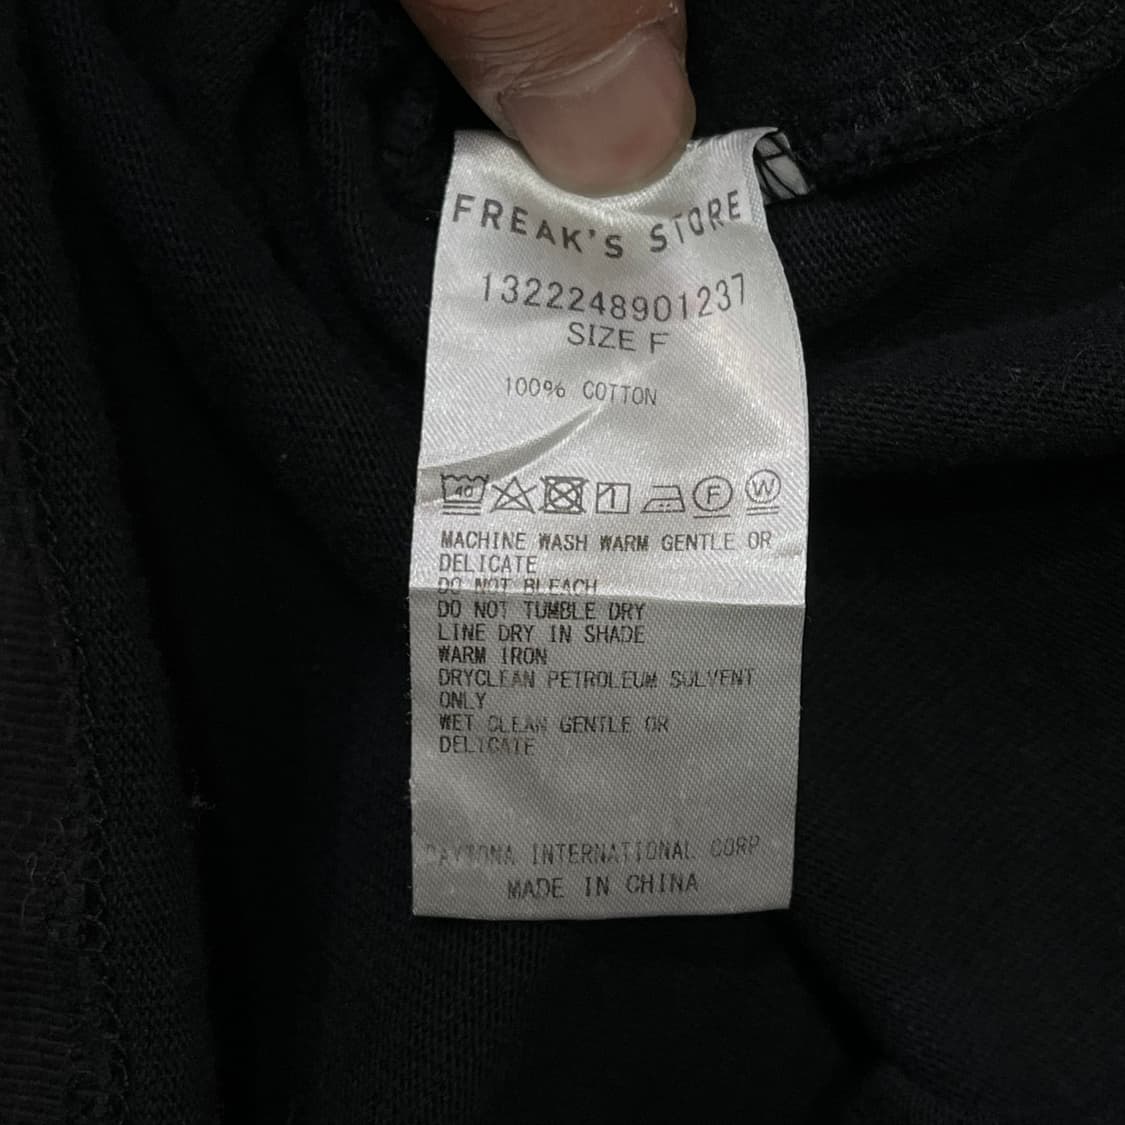 FREAK'S STORE
1322248901237
SIZE F
100% COTTON
40 F W
MACHINE WASH WARM GENTLE OR
DELICATE
DO NOT BLEACH
DO NOT TUMBLE DRY
LINE DRY IN SHADE
WARM IRON
DRYCLEAN PETROLEUM SOLVENT
ONLY
WET CLEAN GENTLE OR
DELICATE
DAYTONA INTERNATIONAL CORP
MADE IN CHINA